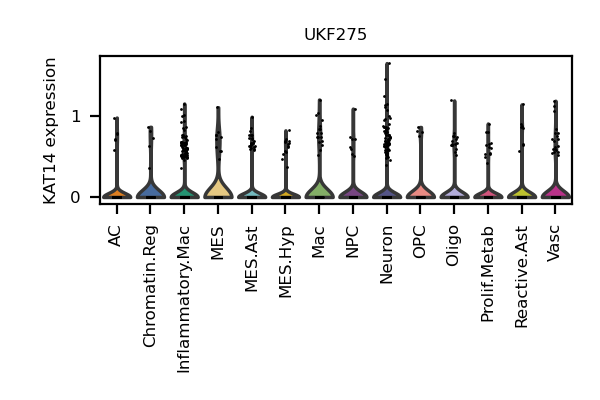 UKF275
KAT14 expression
1
0
AC
Chromatin.Reg
Inflammatory.Mac
MES
MES.Ast
MES.Hyp
Mac
NPC
Neuron
OPC
Oligo
Prolif.Metab
Reactive.Ast
Vasc